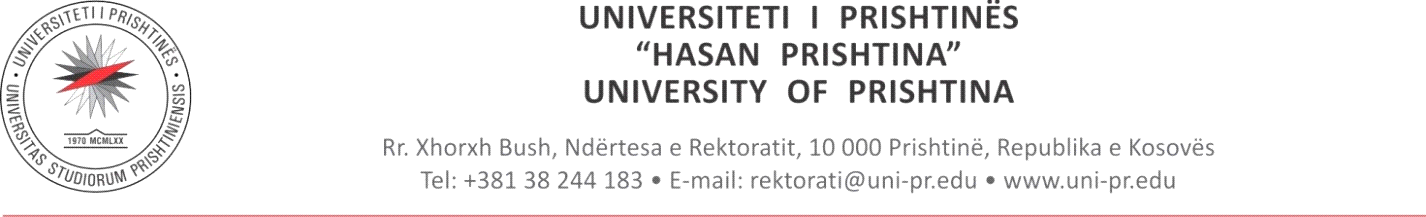 UNIVERSITETI I PRISHTINËS
UNIVERSITAS STUDIORUM PRISHTINIENSIS
1970 MCMLXX
UNIVERSITETI I PRISHTINËS
“HASAN PRISHTINA”
UNIVERSITY OF PRISHTINA
Rr. Xhorxh Bush, Ndërtesa e Rektoratit, 10 000 Prishtinë, Republika e Kosovës
Tel: +381 38 244 183 • E-mail: rektorati@uni-pr.edu • www.uni-pr.edu